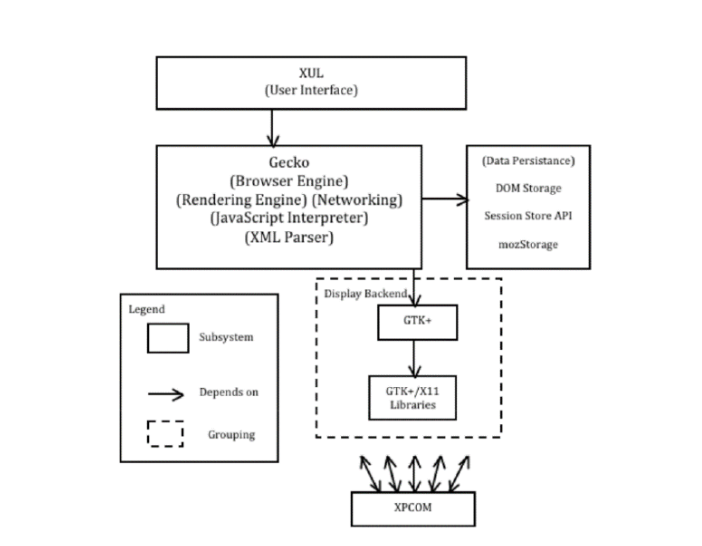 XUL
(User Interface)
Gecko
(Browser Engine)
(Rendering Engine) (Networking)
(JavaScript Interpreter)
(XML Parser)
(Data Persistance)
DOM Storage
Session Store API
mozStorage
Display Backend
GTK+
GTK+/X11
Libraries
Legend
Subsystem
Depends on
Grouping
XPCOM